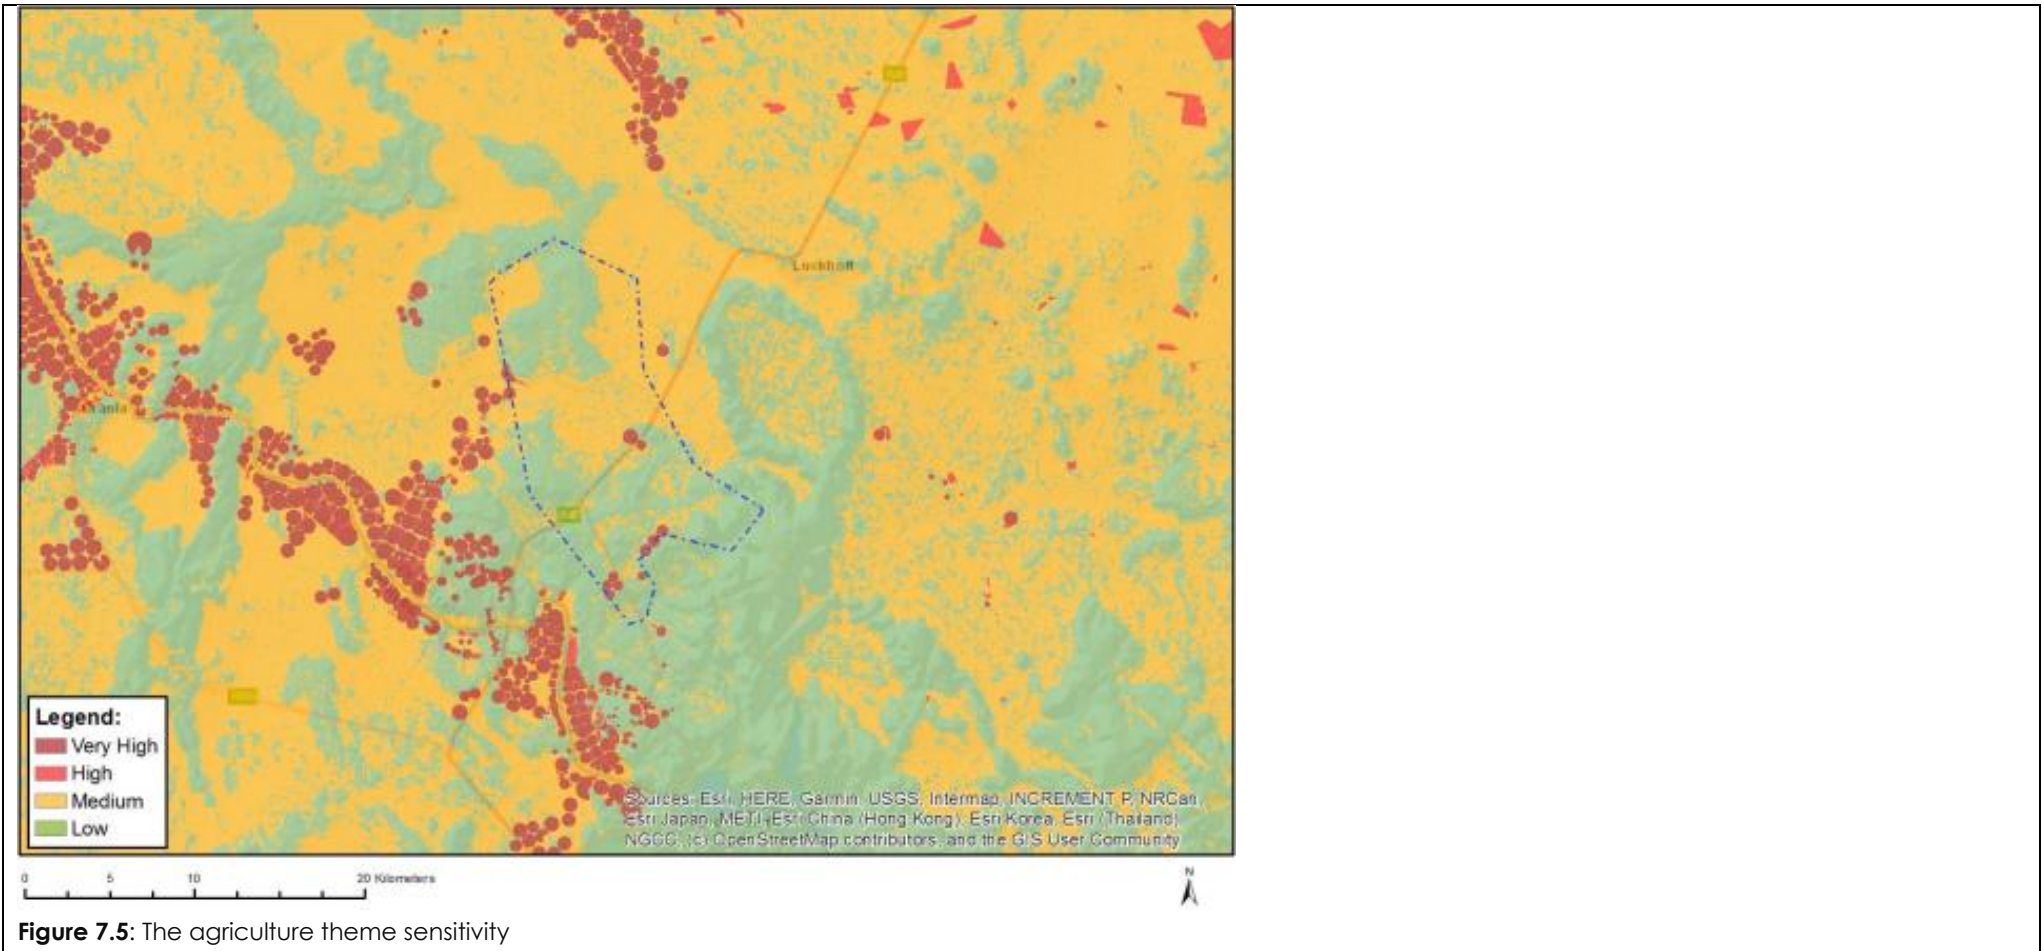 Luckhoff
Legend:
Very High
High
Medium
Low
Sources: Esri, HERE, Garmin, USGS, Intermap, INCREMENT P, NRCan,
Esri Japan, METI, Esri China (Hong Kong), Esri Korea, Esri (Thailand),
NGCC, (c) OpenStreetMap contributors, and the GIS User Community
0 5 10 20 Kilometers
N
Figure 7.5: The agriculture theme sensitivity